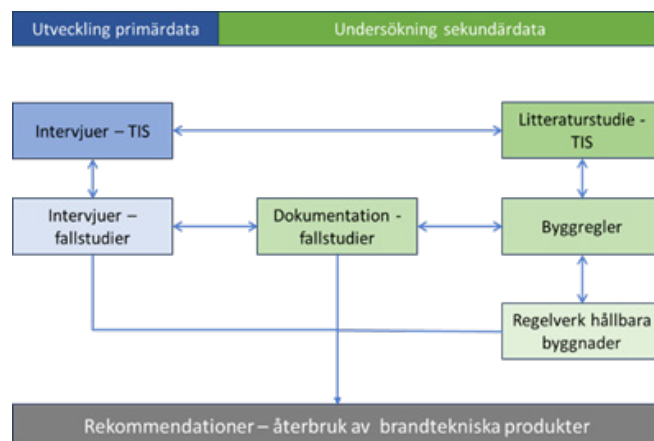 Utveckling primärdata
Undersökning sekundärdata
Intervjuer – TIS
Litteraturstudie -
TIS
Intervjuer –
fallstudier
Dokumentation -
fallstudier
Byggregler
Regelverk hållbara
byggnader
Rekommendationer – återbruk av brandtekniska produkter